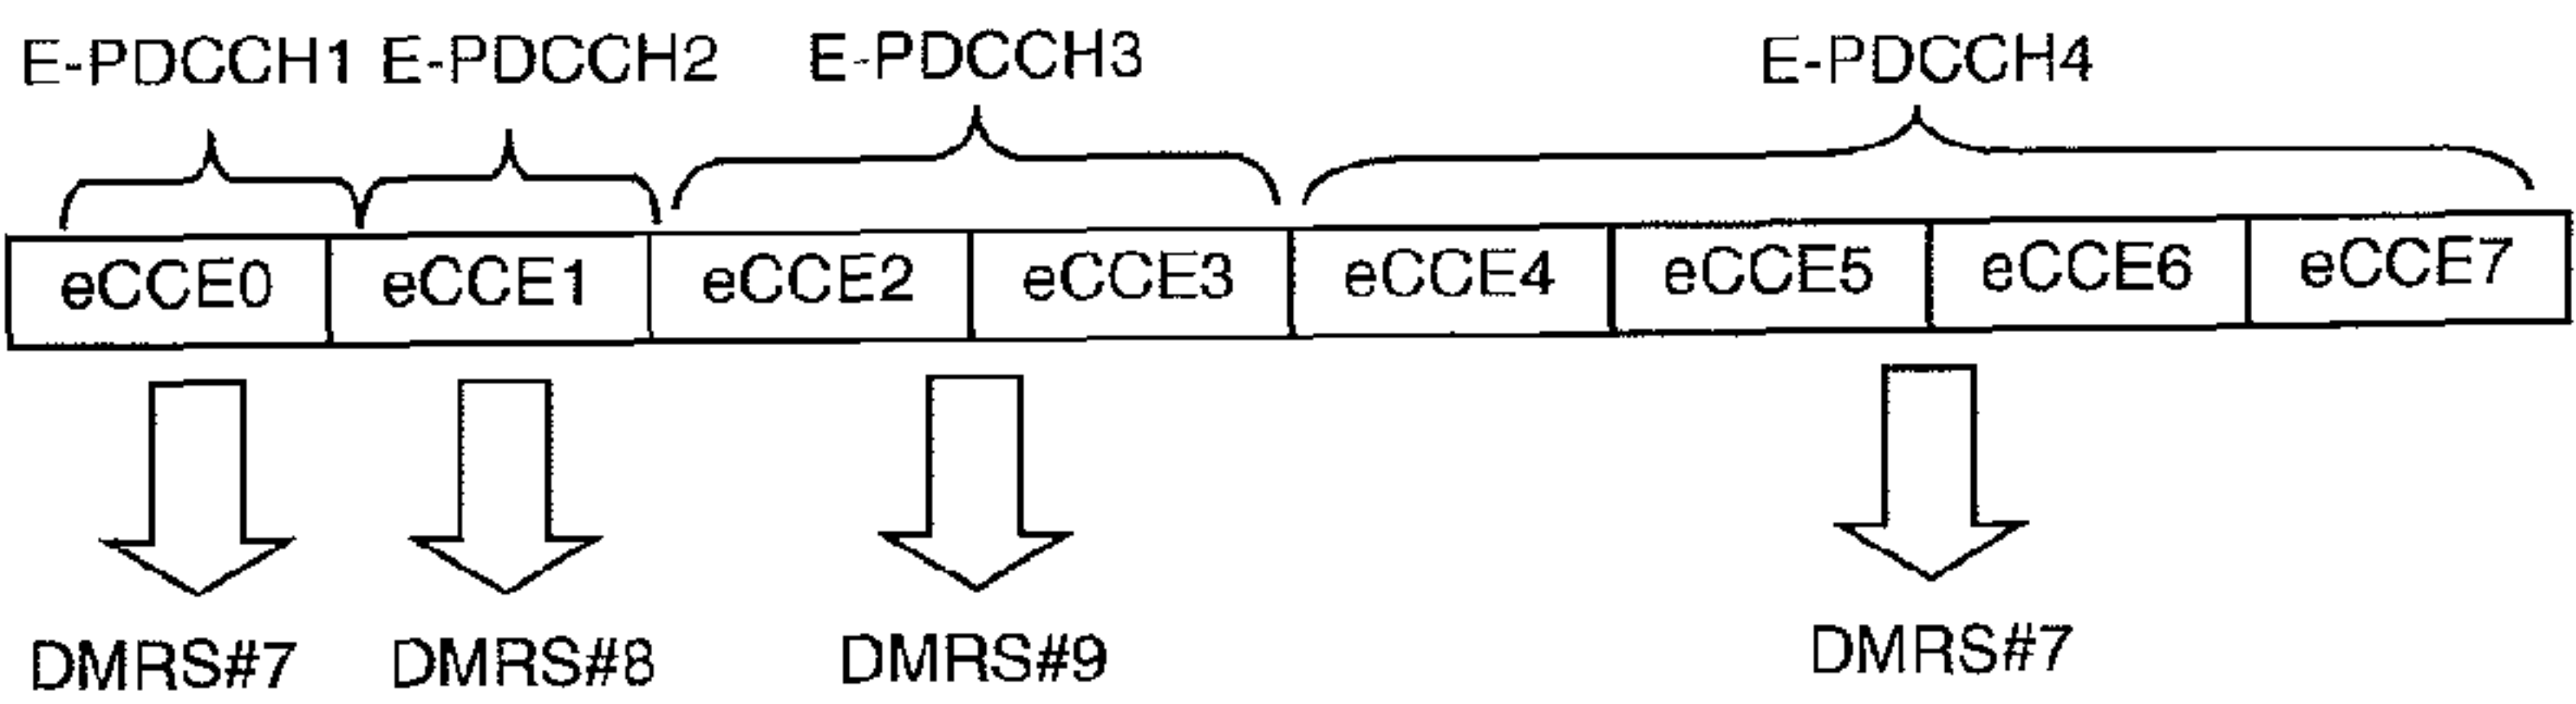 E-PDCCH1 E-PDCCH2 E-PDCCH3 E-PDCCH4
eCCE0 eCCE1 eCCE2 eCCE3 eCCE4 eCCE5 eCCE6 eCCE7
DMRS#7 DMRS#8 DMRS#9 DMRS#7